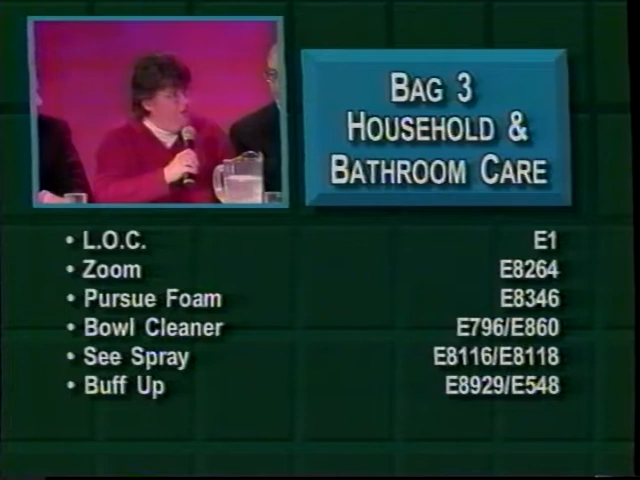 BAG 3
HOUSEHOLD &
BATHROOM CARE
• L.O.C. E1
• Zoom E8264
• Pursue Foam E8346
• Bowl Cleaner E796/E860
• See Spray E8116/E8118
• Buff Up E8929/E548